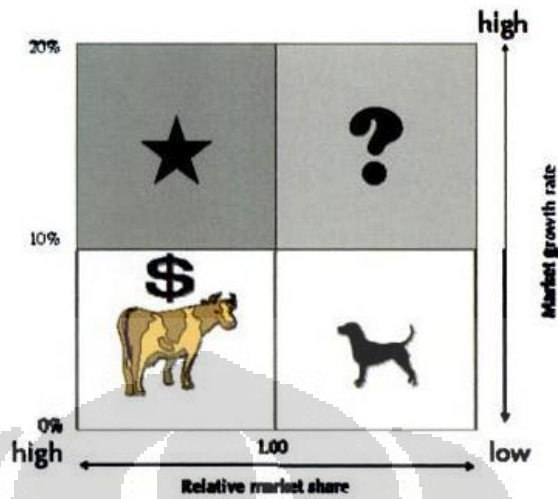 high
20%
?
10%
Market growth rate
$
0%
high
1.00
low
Relative market share